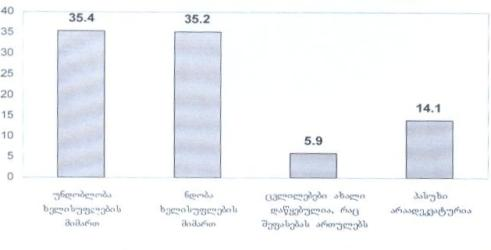 40
35
30
25
20
15
10
5
0
35.4
35.2
5.9
14.1
უნდობლობა
ხელისუფლების
მიმართ
ნდობა
ხელისუფლების
მიმართ
ცვლილებები ახალი
დაწყებულია, რაც
შეფასებას ართულებს
პასუხი
არაადეკვატურია